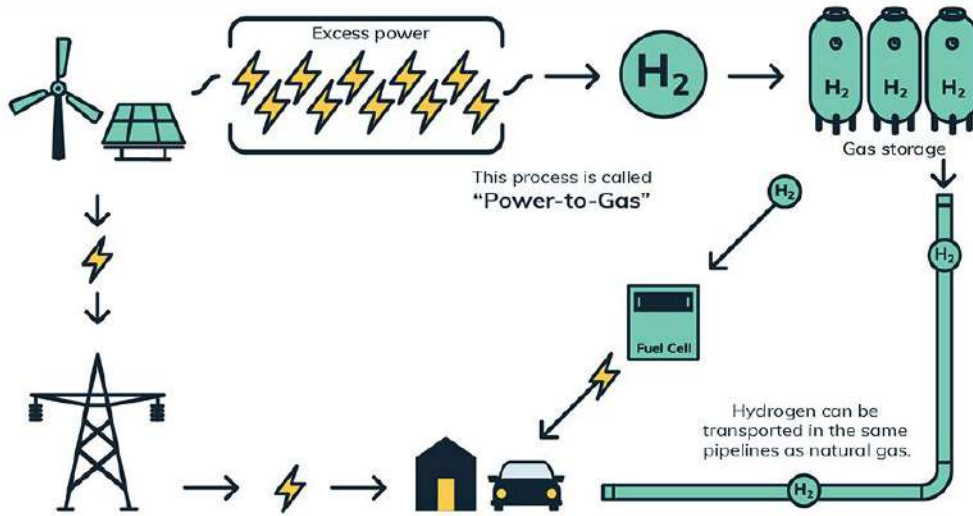 Excess power
H₂
H₂
H₂
H₂
Gas storage
This process is called
“Power-to-Gas”
H₂
H₂
Fuel Cell
Hydrogen can be
transported in the same
pipelines as natural gas.
H₂